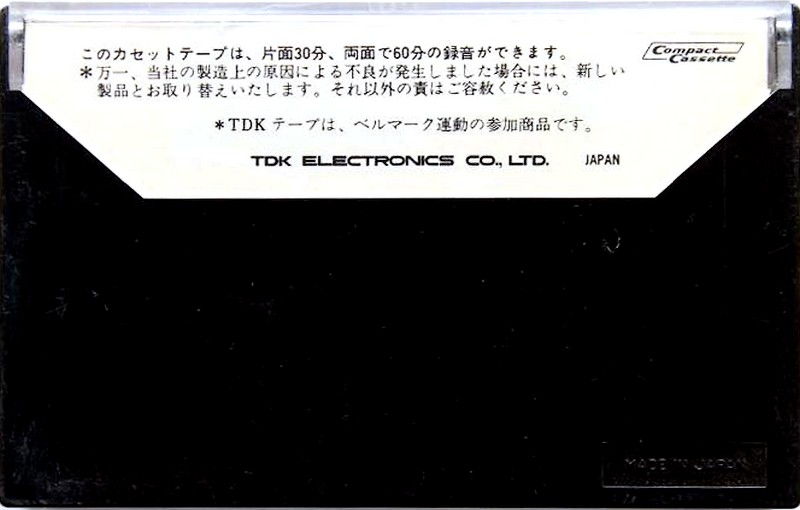 このカセットテープは、片面30分、両面で60分の録音ができます。
Compact Cassette
＊万一、当社の製造上の原因による不良が発生しました場合には、新しい
製品とお取り替えいたします。それ以外の責はご容赦ください。
＊TDK テープは、ベルマーク運動の参加商品です。
TDK ELECTRONICS CO., LTD. JAPAN
MADE IN JAPAN